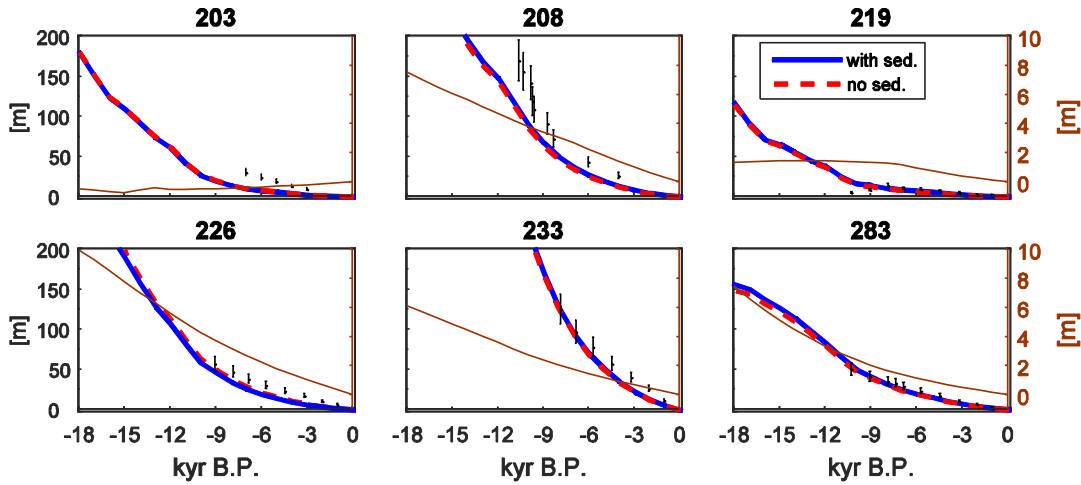 203 208 219
200 10
150 8
[m] 100 6 [m]
50 4
0 2
0
with sed.
no sed.
226 233 283
200 10
150 8
[m] 100 6 [m]
50 4
0 2
0
-18 -15 -12 -9 -6 -3 0 -18 -15 -12 -9 -6 -3 0 -18 -15 -12 -9 -6 -3 0
kyr B.P. kyr B.P. kyr B.P.